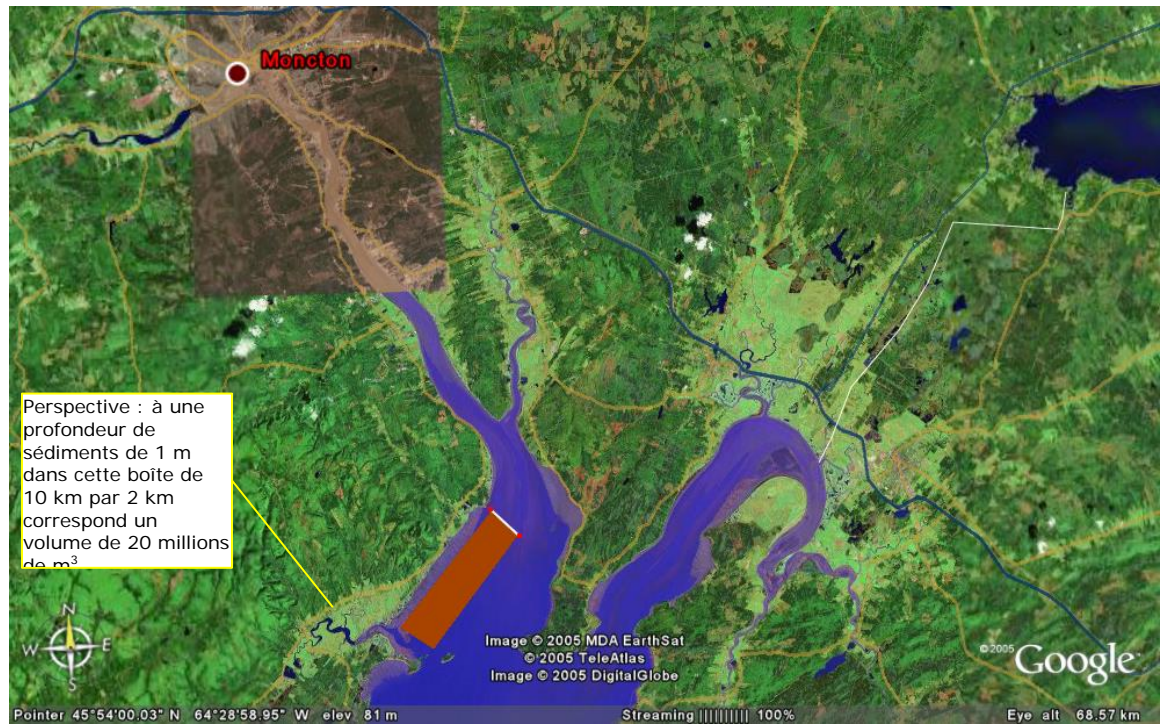 Moncton
Perspective : à une
profondeur de
sédiments de 1 m
dans cette boîte de
10 km par 2 km
correspond un
volume de 20 millions
de m³
N
W E
S
Image © 2005 MDA EarthSat
© 2005 TeleAtlas
Image © 2005 DigitalGlobe
©2005 Google
Pointer 45°54'00.03" N 64°28'58.95" W elev 81 m Streaming |||||||||| 100% Eye alt 68.57 km